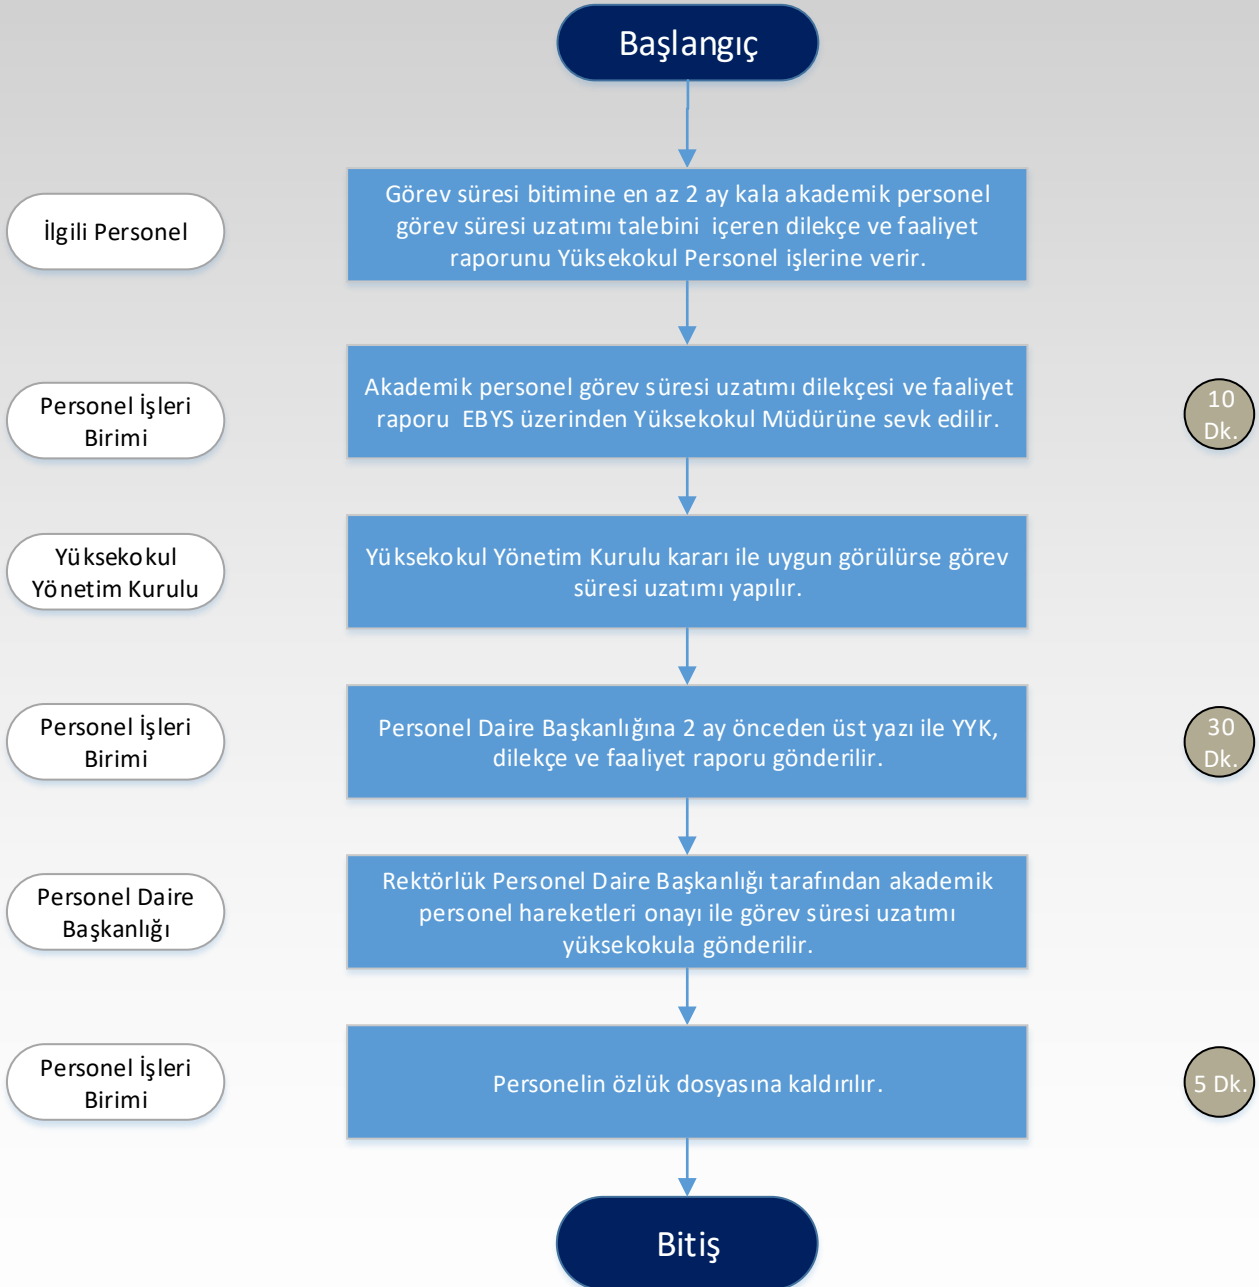 Başlangıç
İlgili Personel
Görev süresi bitimine en az 2 ay kala akademik personel
görev süresi uzatımı talebini içeren dilekçe ve faaliyet
raporunu Yüksekokul Personel işlerine verir.
Personel İşleri
Birimi
Akademik personel görev süresi uzatımı dilekçesi ve faaliyet
raporu EBYS üzerinden Yüksekokul Müdürüne sevk edilir.
10
Dk.
Yüksekokul
Yönetim Kurulu
Yüksekokul Yönetim Kurulu kararı ile uygun görülürse görev
süresi uzatımı yapılır.
Personel İşleri
Birimi
Personel Daire Başkanlığına 2 ay önceden üst yazı ile YYK,
dilekçe ve faaliyet raporu gönderilir.
30
Dk.
Personel Daire
Başkanlığı
Rektörlük Personel Daire Başkanlığı tarafından akademik
personel hareketleri onayı ile görev süresi uzatımı
yüksekokula gönderilir.
Personel İşleri
Birimi
Personelin özlük dosyasına kaldırılır.
5 Dk.
Bitiş